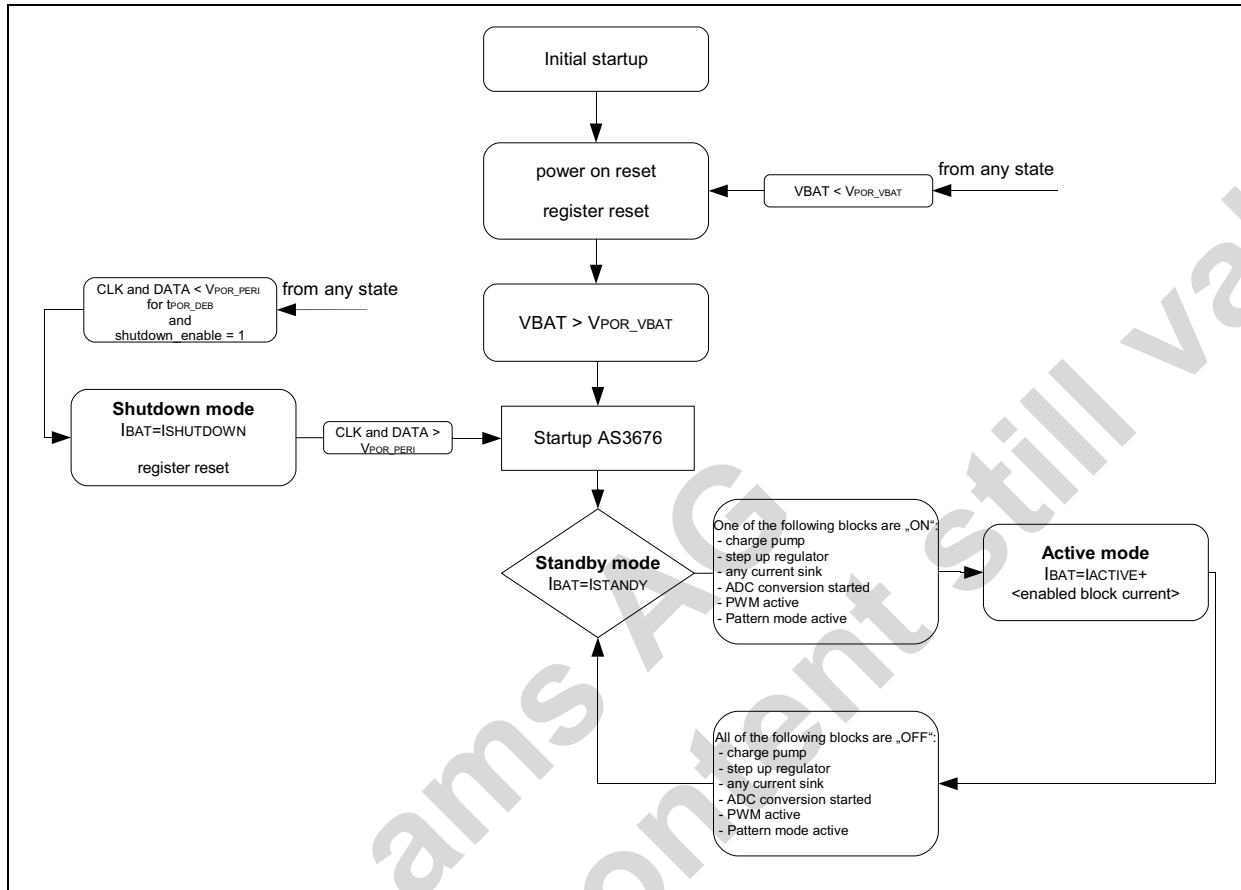 Initial startup
power on reset
register reset
from any state
VBAT < VPOR_VBAT
VBAT > VPOR_VBAT
CLK and DATA < VPOR_PERI
for tPOR_DEB
and
shutdown_enable = 1
from any state
Shutdown mode
IBAT=ISHUTDOWN
register reset
CLK and DATA >
VPOR_PERI
Startup AS3676
Standby mode
IBAT=ISTANDY
One of the following blocks are „ON“:
- charge pump
- step up regulator
- any current sink
- ADC conversion started
- PWM active
- Pattern mode active
Active mode
IBAT=IACTIVE+
<enabled block current>
All of the following blocks are „OFF“:
- charge pump
- step up regulator
- any current sink
- ADC conversion started
- PWM active
- Pattern mode active
ams AG
still